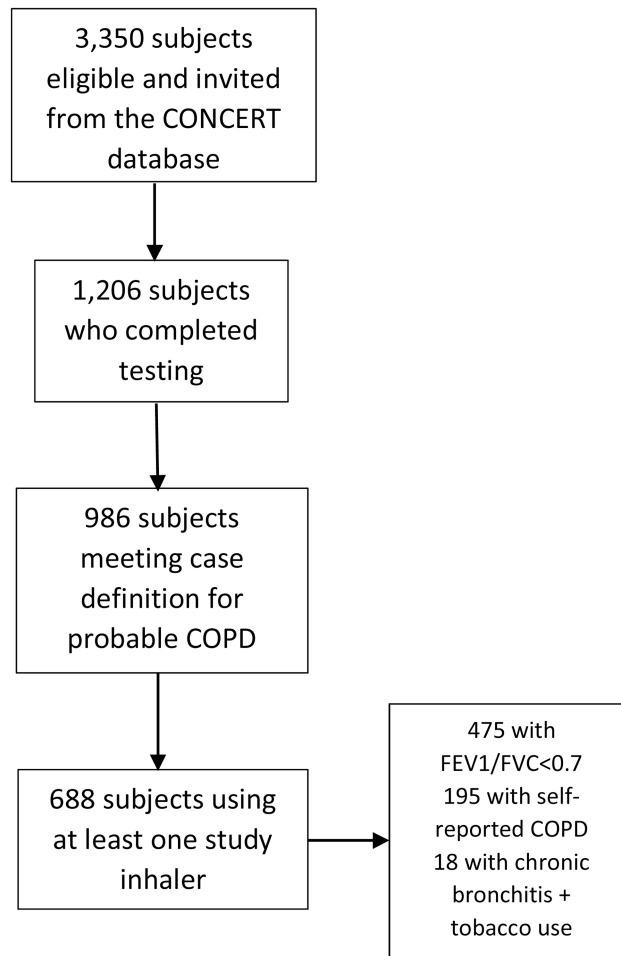 3,350 subjects
eligible and invited
from the CONCERT
database
1,206 subjects
who completed
testing
986 subjects
meeting case
definition for
probable COPD
688 subjects using
at least one study
inhaler
475 with
FEV1/FVC<0.7
195 with self-
reported COPD
18 with chronic
bronchitis +
tobacco use